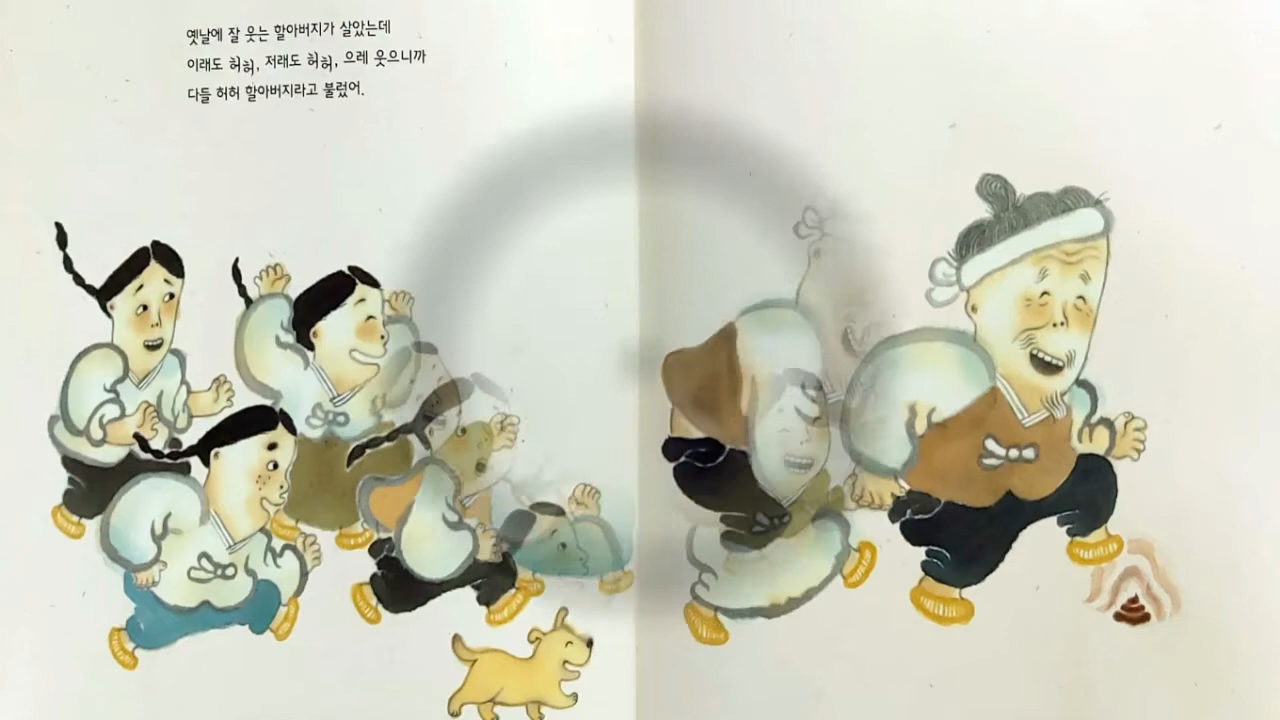 옛날에 잘 웃는 할아버지가 살았는데
이래도 허허, 저래도 허허, 으레 웃으니까
다들 허허 할아버지라고 불렀어.